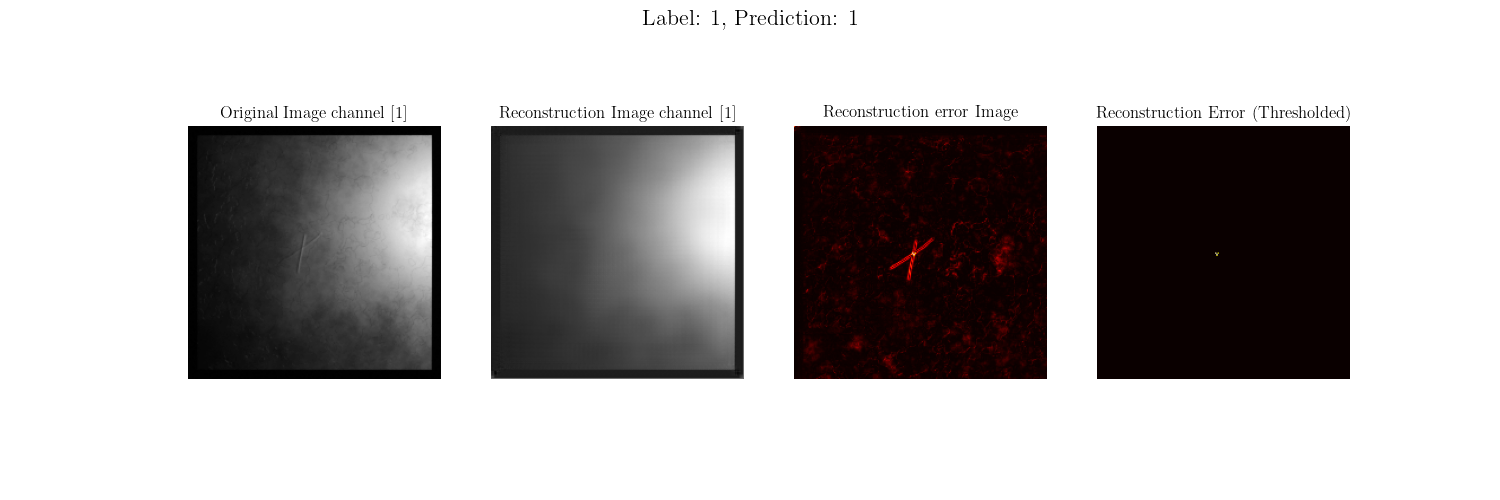 Label: 1, Prediction: 1
Original Image channel [1]
Reconstruction Image channel [1]
Reconstruction error Image
Reconstruction Error (Thresholded)